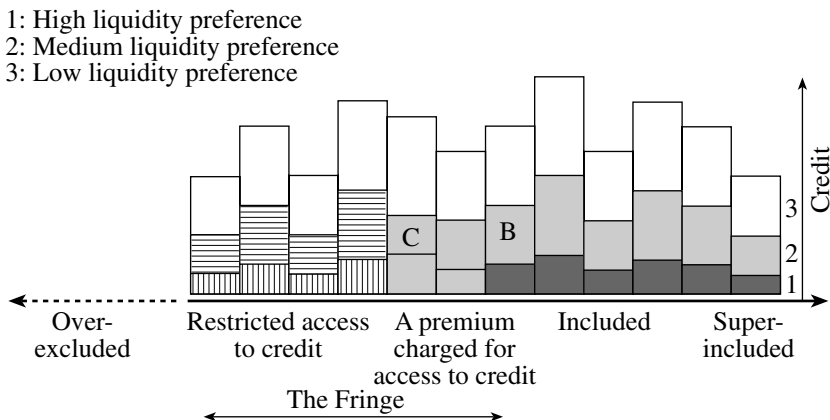 1: High liquidity preference
2: Medium liquidity preference
3: Low liquidity preference
Credit
3
C
B
2
1
Over-
excluded
Restricted access
to credit
A premium
charged for
access to credit
Included
Super-
included
The Fringe